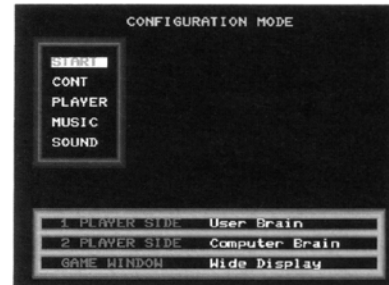 CONFIGURATION MODE
START
CONT
PLAYER
MUSIC
SOUND
1 PLAYER SIDE User Brain
2 PLAYER SIDE Computer Brain
GAME WINDOW Wide Display